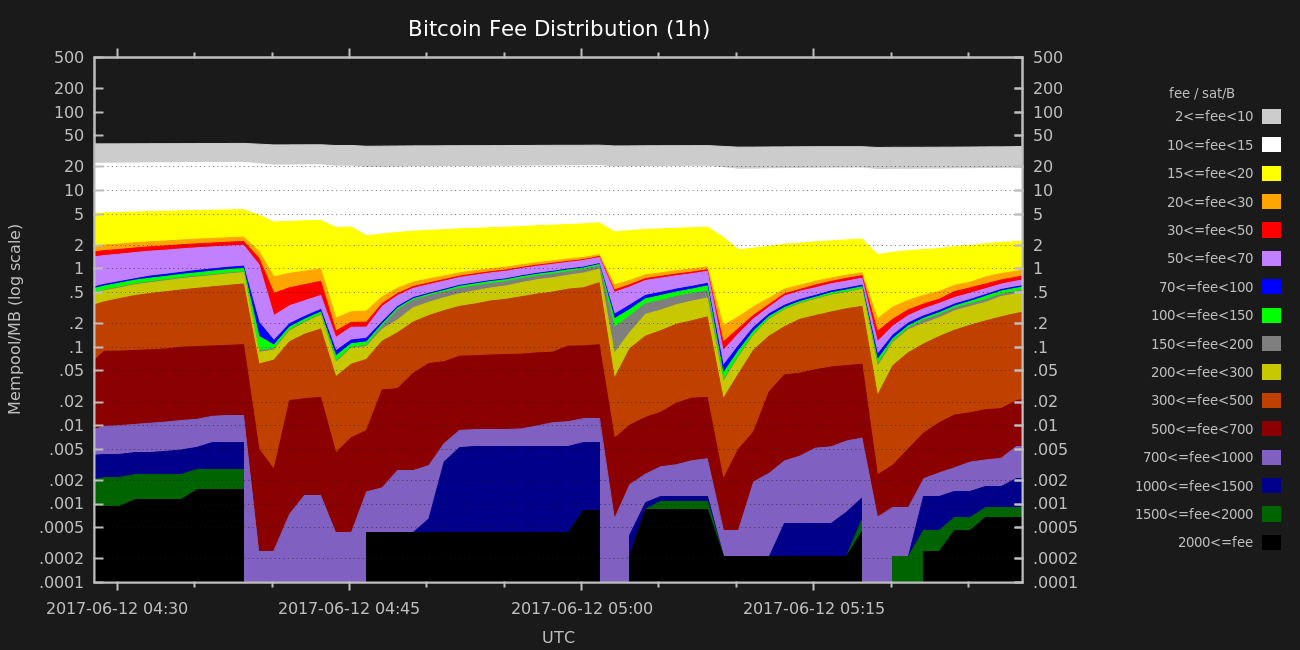 Bitcoin Fee Distribution (1h)
Mempool/MB (log scale)
500
200
100
50
20
10
5
2
1
.5
.2
.1
.05
.02
.01
.005
.002
.001
.0005
.0002
.0001
500
200
100
50
20
10
5
2
1
.5
.2
.1
.05
.02
.01
.005
.002
.001
.0005
.0002
.0001
2017-06-12 04:30
2017-06-12 04:45
2017-06-12 05:00
2017-06-12 05:15
UTC
fee / sat/B
2<=fee<10
10<=fee<15
15<=fee<20
20<=fee<30
30<=fee<50
50<=fee<70
70<=fee<100
100<=fee<150
150<=fee<200
200<=fee<300
300<=fee<500
500<=fee<700
700<=fee<1000
1000<=fee<1500
1500<=fee<2000
2000<=fee